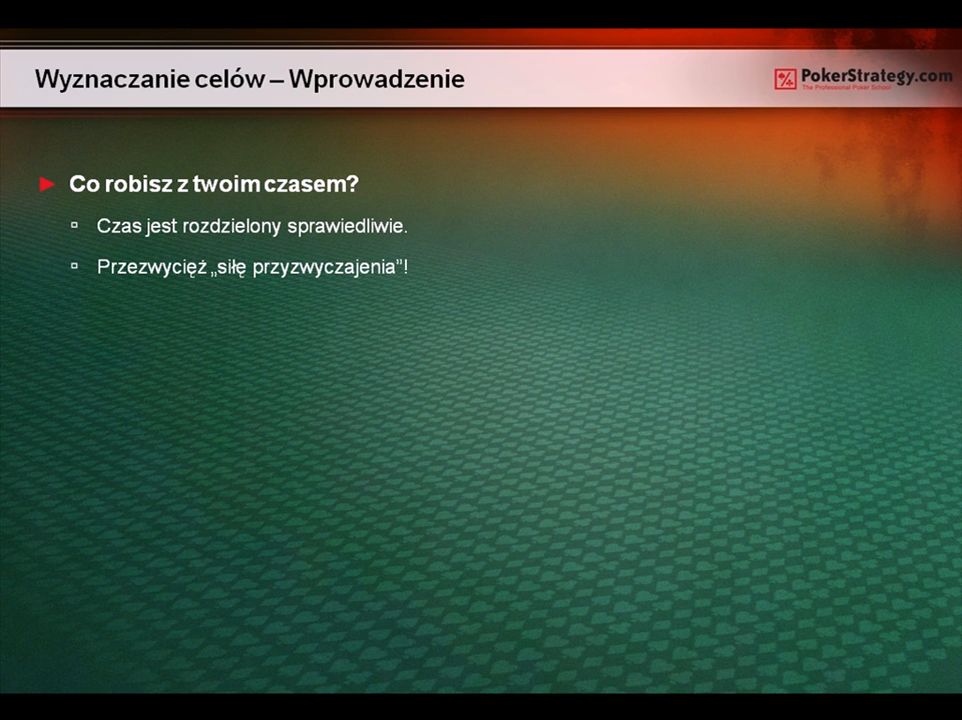 Wyznaczanie celów – Wprowadzenie
PokerStrategy.com
The Professional Poker School
Co robisz z twoim czasem?
Czas jest rozdzielony sprawiedliwie.
Przezwycięż „siłę przyzwyczajenia”!